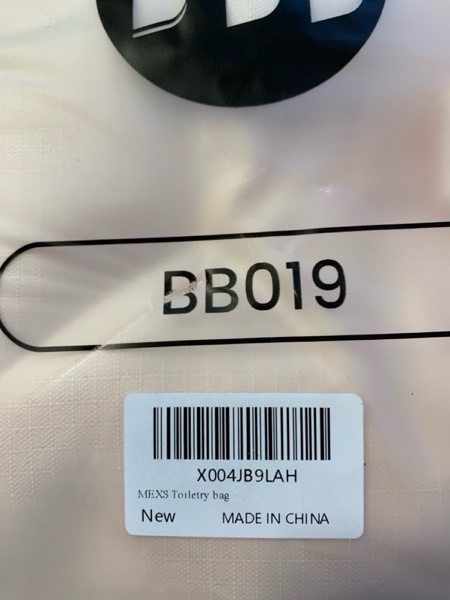 BB019
X004JB9LAH
MEXS Toiletry bag
New MADE IN CHINA